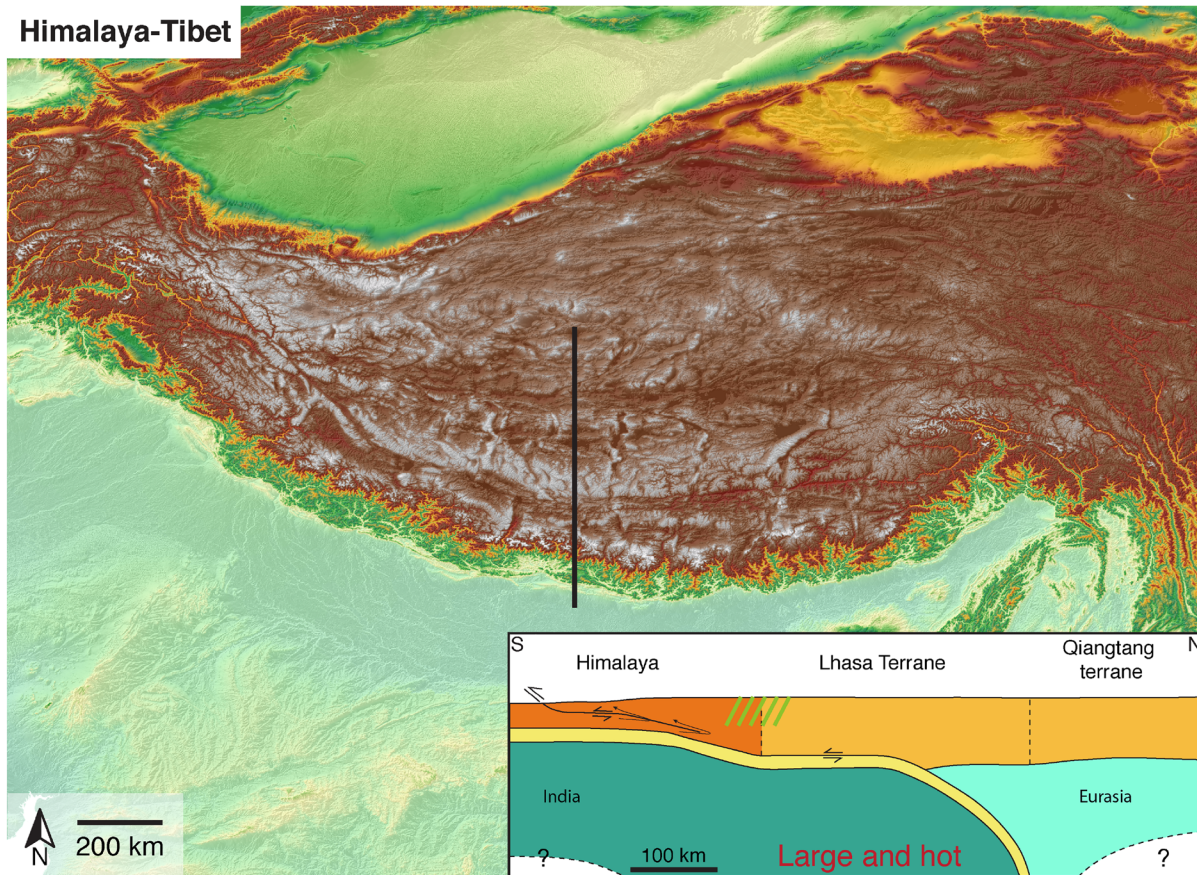 Himalaya-Tibet
N
200 km
S
Himalaya
Lhasa Terrane
Qiangtang
terrane
N
India
Eurasia
?
100 km
Large and hot
?